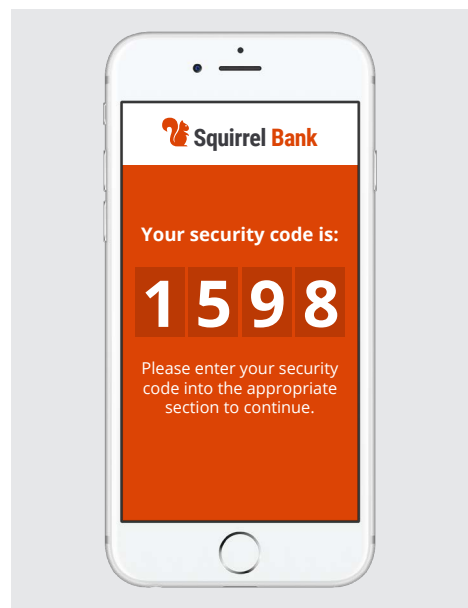 Squirrel Bank
Your security code is:
1598
Please enter your security
code into the appropriate
section to continue.